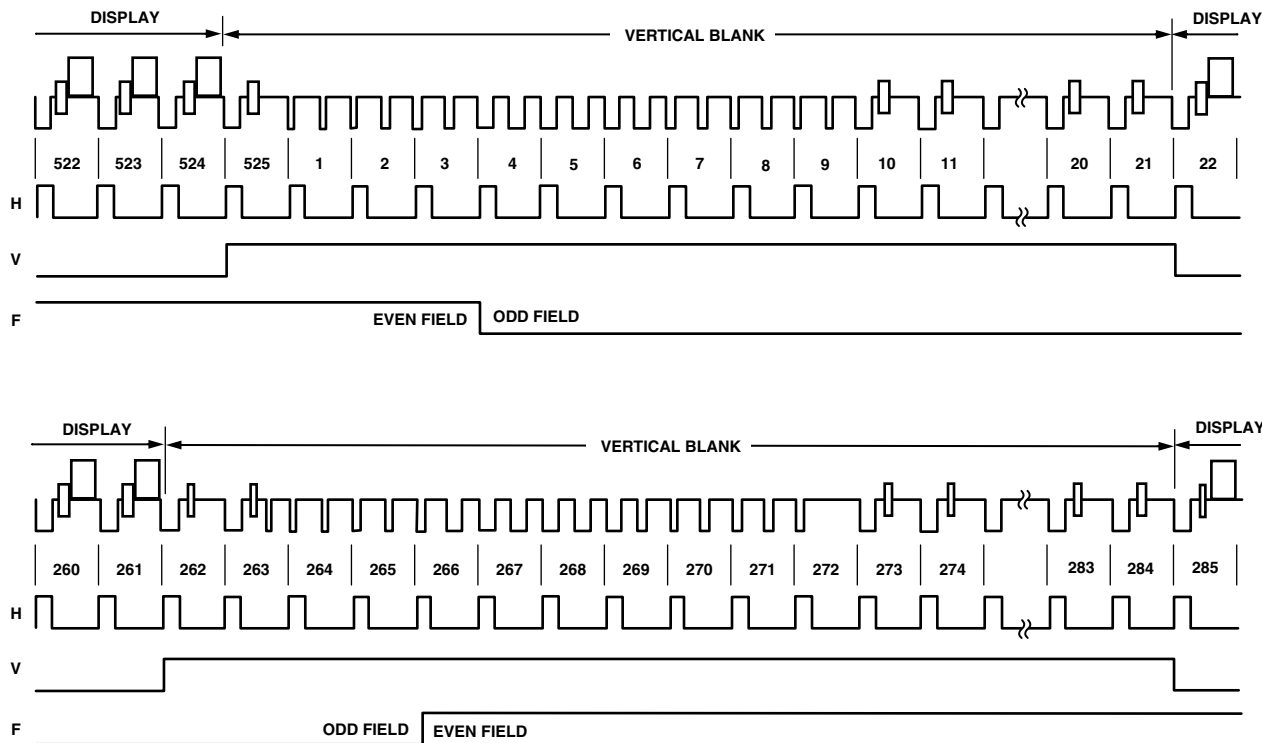 DISPLAY VERTICAL BLANK DISPLAY
522 523 524 525 1 2 3 4 5 6 7 8 9 10 11 20 21 22
H
V
F EVEN FIELD ODD FIELD
DISPLAY VERTICAL BLANK DISPLAY
260 261 262 263 264 265 266 267 268 269 270 271 272 273 274 283 284 285
H
V
F ODD FIELD EVEN FIELD